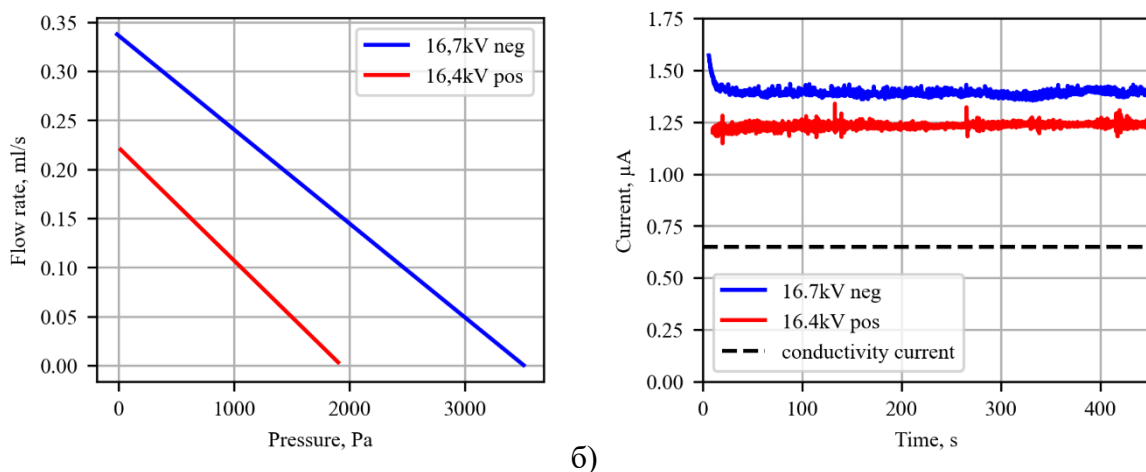 0.35
0.30
0.25
0.20
0.15
0.10
0.05
0.00
Flow rate, ml/s
16,7kV neg
16,4kV pos
0
1000
2000
3000
Pressure, Pa
б)
1.75
1.50
1.25
1.00
0.75
0.50
0.25
0.00
Current, µA
16.7kV neg
16.4kV pos
conductivity current
0
100
200
300
400
Time, s